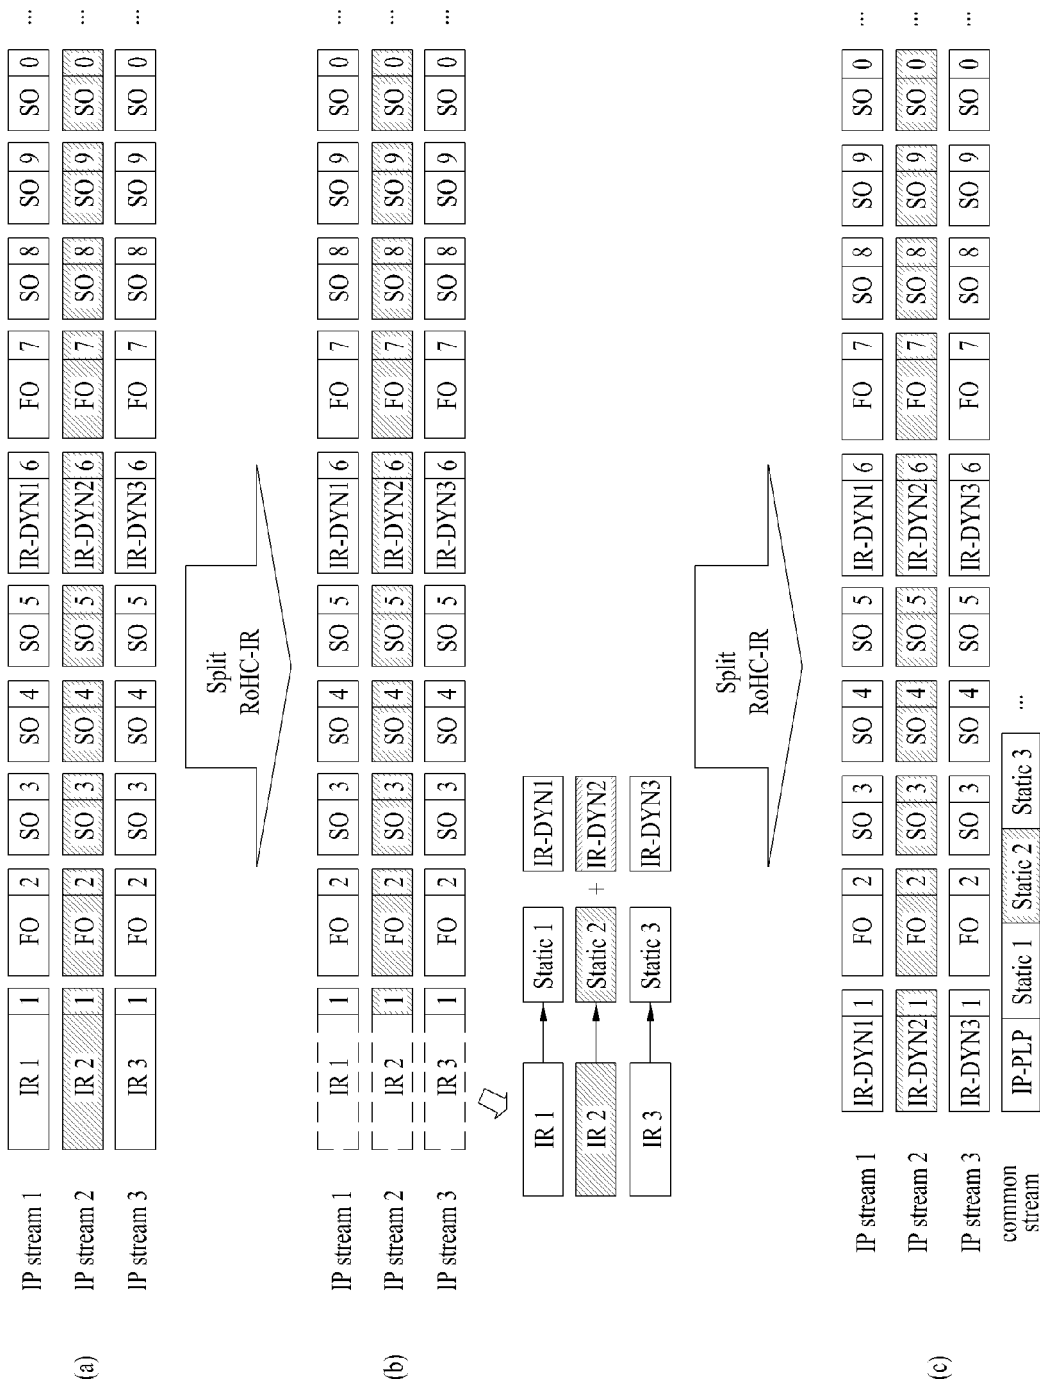 (a)
IP stream 1 IR 1 1 FO 2 SO 3 SO 4 SO 5 IR-DYN1 6 FO 7 SO 8 SO 9 SO 0 ...
IP stream 2 IR 2 1 FO 2 SO 3 SO 4 SO 5 IR-DYN2 6 FO 7 SO 8 SO 9 SO 0 ...
IP stream 3 IR 3 1 FO 2 SO 3 SO 4 SO 5 IR-DYN3 6 FO 7 SO 8 SO 9 SO 0 ...
Split
RoHC-IR
(b)
IP stream 1 IR 1 1 FO 2 SO 3 SO 4 SO 5 IR-DYN1 6 FO 7 SO 8 SO 9 SO 0 ...
IP stream 2 IR 2 1 FO 2 SO 3 SO 4 SO 5 IR-DYN2 6 FO 7 SO 8 SO 9 SO 0 ...
IP stream 3 IR 3 1 FO 2 SO 3 SO 4 SO 5 IR-DYN3 6 FO 7 SO 8 SO 9 SO 0 ...
IR 1 Static 1 IR-DYN1
IR 2 Static 2 + IR-DYN2
IR 3 Static 3 IR-DYN3
Split
RoHC-IR
(c)
IP stream 1 IR-DYN1 1 FO 2 SO 3 SO 4 SO 5 IR-DYN1 6 FO 7 SO 8 SO 9 SO 0 ...
IP stream 2 IR-DYN2 1 FO 2 SO 3 SO 4 SO 5 IR-DYN2 6 FO 7 SO 8 SO 9 SO 0 ...
IP stream 3 IR-DYN3 1 FO 2 SO 3 SO 4 SO 5 IR-DYN3 6 FO 7 SO 8 SO 9 SO 0 ...
common
stream
IP-PLP Static 1 Static 2 Static 3 ...